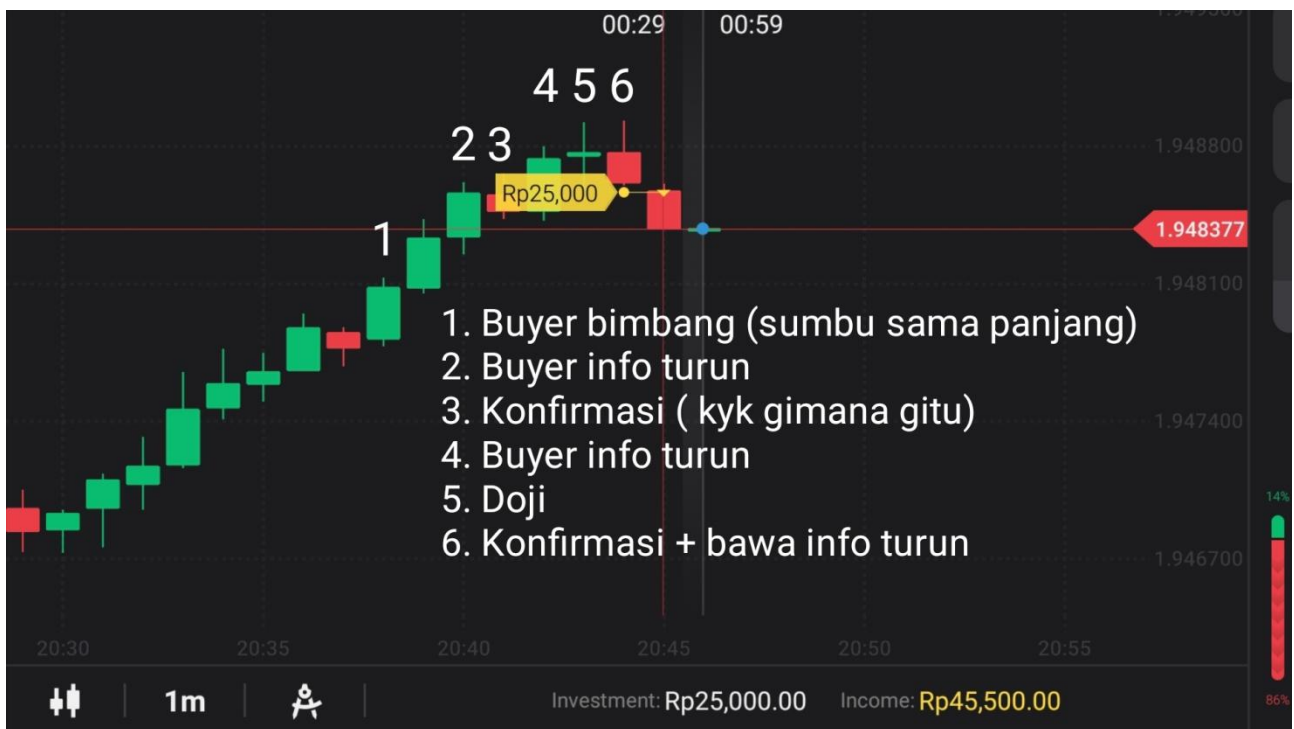 00:29 00:59
4 5 6
2 3
1.948800
Rp25,000
1
1.948377
1.948100
1. Buyer bimbang (sumbu sama panjang)
2. Buyer info turun
3. Konfirmasi ( kyk gimana gitu)
1.947400
4. Buyer info turun
5. Doji
14%
6. Konfirmasi + bawa info turun
1.946700
20:30 20:35 20:40 20:45 20:50 20:55
1m Investment: Rp25,000.00 Income: Rp45,500.00
86%